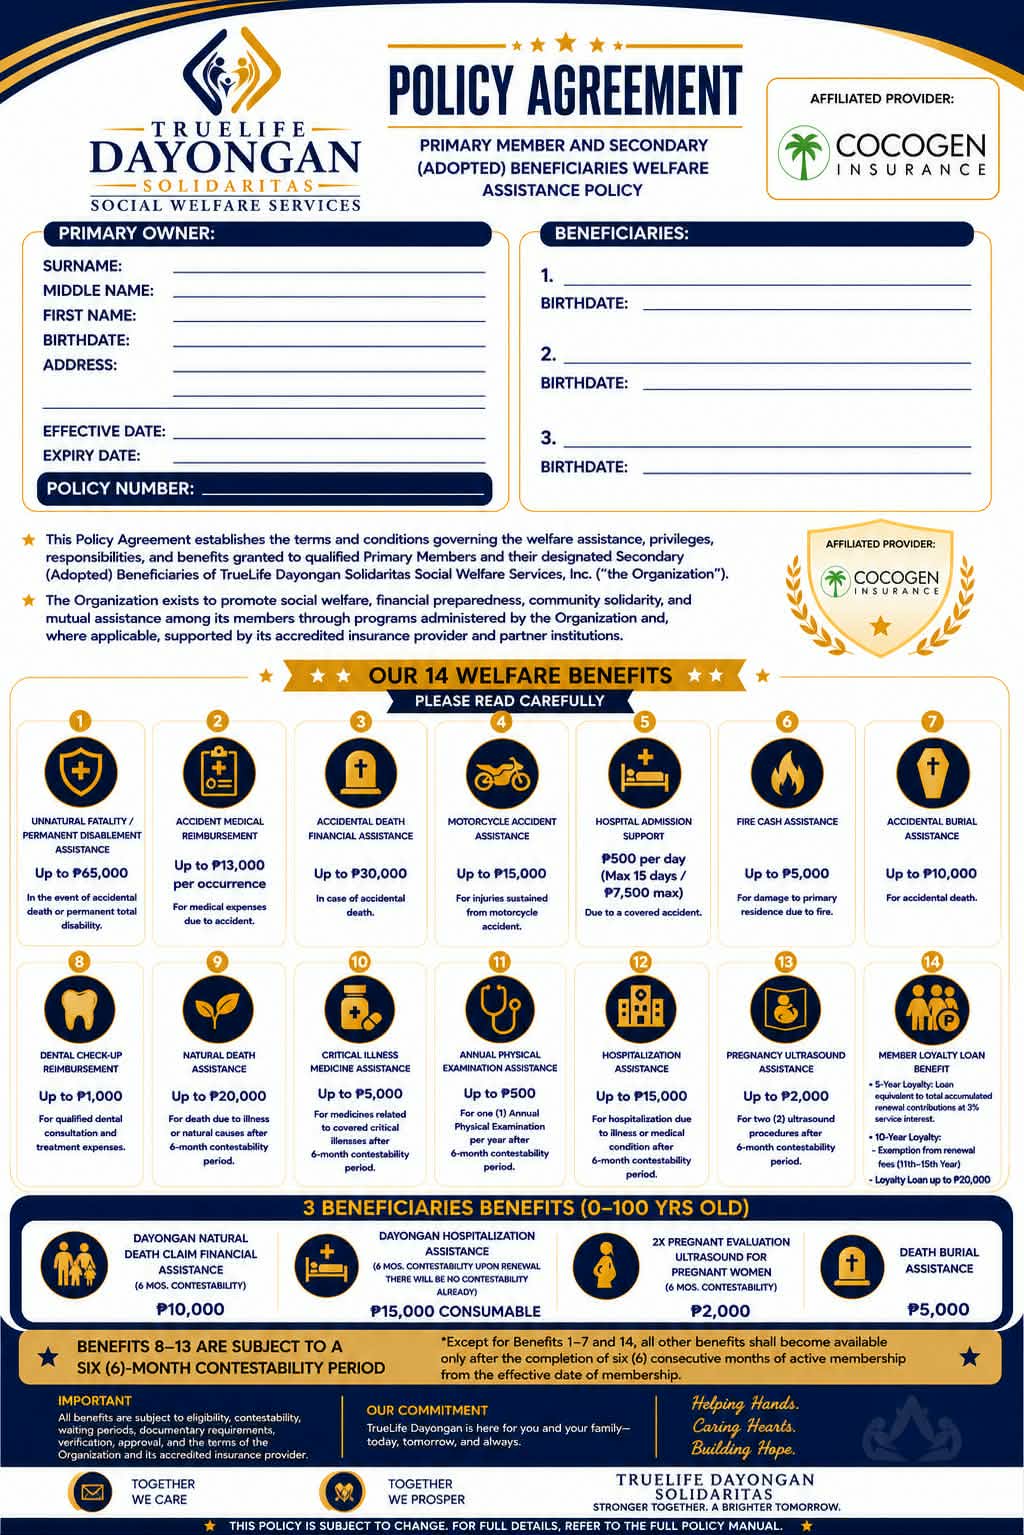 TRUELIFE
DAYONGAN
SOLIDARITAS
SOCIAL WELFARE SERVICES
POLICY AGREEMENT
PRIMARY MEMBER AND SECONDARY
(ADOPTED) BENEFICIARIES WELFARE
ASSISTANCE POLICY
AFFILIATED PROVIDER:
COCOGEN
INSURANCE
PRIMARY OWNER:
SURNAME:
MIDDLE NAME:
FIRST NAME:
BIRTHDATE:
ADDRESS:
EFFECTIVE DATE:
EXPIRY DATE:
POLICY NUMBER:
BENEFICIARIES:
1.
BIRTHDATE:
2.
BIRTHDATE:
3.
BIRTHDATE:
This Policy Agreement establishes the terms and conditions governing the welfare assistance, privileges,
responsibilities, and benefits granted to qualified Primary Members and their designated Secondary
(Adopted) Beneficiaries of TrueLife Dayongan Solidaritas Social Welfare Services, Inc. (“the Organization”).
The Organization exists to promote social welfare, financial preparedness, community solidarity, and
mutual assistance among its members through programs administered by the Organization and,
where applicable, supported by its accredited insurance provider and partner institutions.
AFFILIATED PROVIDER:
COCOGEN
INSURANCE
OUR 14 WELFARE BENEFITS
PLEASE READ CAREFULLY
1
UNNATURAL FATALITY /
PERMANENT DISABLEMENT
ASSISTANCE
Up to ₱65,000
In the event of accidental
death or permanent total
disability.
2
ACCIDENT MEDICAL
REIMBURSEMENT
Up to ₱13,000
per occurrence
For medical expenses
due to accident.
3
ACCIDENTAL DEATH
FINANCIAL ASSISTANCE
Up to ₱30,000
In case of accidental
death.
4
MOTORCYCLE ACCIDENT
ASSISTANCE
Up to ₱15,000
For injuries sustained
from motorcycle
accident.
5
HOSPITAL ADMISSION
SUPPORT
₱500 per day
(Max 15 days /
₱7,500 max)
Due to a covered accident.
6
FIRE CASH ASSISTANCE
Up to ₱5,000
For damage to primary
residence due to fire.
7
ACCIDENTAL BURIAL
ASSISTANCE
Up to ₱10,000
For accidental death.
8
DENTAL CHECK-UP
REIMBURSEMENT
Up to ₱1,000
For qualified dental
consultation and
treatment expenses.
9
NATURAL DEATH
ASSISTANCE
Up to ₱20,000
For death due to illness
or natural causes after
6-month contestability
period.
10
CRITICAL ILLNESS
MEDICINE ASSISTANCE
Up to ₱5,000
For medicines related
to covered critical
illensses after
6-month contestability
period.
11
ANNUAL PHYSICAL
EXAMINATION ASSISTANCE
Up to ₱500
For one (1) Annual
Physical Examination
per year after
6-month contestability
period.
12
HOSPITALIZATION
ASSISTANCE
Up to ₱15,000
For hospitalization due
to illness or medical
condition after
6-month contestability
period.
13
PREGNANCY ULTRASOUND
ASSISTANCE
Up to ₱2,000
For two (2) ultrasound
procedures after
6-month contestability
period.
14
P
MEMBER LOYALTY LOAN
BENEFIT
• 5-Year Loyalty: Loan
equivalent to total accumulated
renewal contributions at 3%
service interest.
• 10-Year Loyalty:
- Exemption from renewal
fees (11th–15th Year)
- Loyalty Loan up to ₱20,000
3 BENEFICIARIES BENEFITS (0–100 YRS OLD)
DAYONGAN NATURAL
DEATH CLAIM FINANCIAL
ASSISTANCE
(6 MOS. CONTESTABILITY)
₱10,000
DAYONGAN HOSPITALIZATION
ASSISTANCE
(6 MOS. CONTESTABILITY UPON RENEWAL
THERE WILL BE NO CONTESTABILITY
ALREADY)
₱15,000 CONSUMABLE
2X PREGNANT EVALUATION
ULTRASOUND FOR
PREGNANT WOMEN
(6 MOS. CONTESTABILITY)
₱2,000
DEATH BURIAL
ASSISTANCE
₱5,000
BENEFITS 8–13 ARE SUBJECT TO A
SIX (6)-MONTH CONTESTABILITY PERIOD
*Except for Benefits 1–7 and 14, all other benefits shall become available
only after the completion of six (6) consecutive months of active membership
from the effective date of membership.
IMPORTANT
All benefits are subject to eligibility, contestability,
waiting periods, documentary requirements,
verification, approval, and the terms of the
Organization and its accredited insurance provider.
OUR COMMITMENT
TrueLife Dayongan is here for you and your family—
today, tomorrow, and always.
Helping Hands.
Caring Hearts.
Building Hope.
TOGETHER
WE CARE
TOGETHER
WE PROSPER
TRUELIFE DAYONGAN
SOLIDARITAS
STRONGER TOGETHER. A BRIGHTER TOMORROW.
THIS POLICY IS SUBJECT TO CHANGE. FOR FULL DETAILS, REFER TO THE FULL POLICY MANUAL.